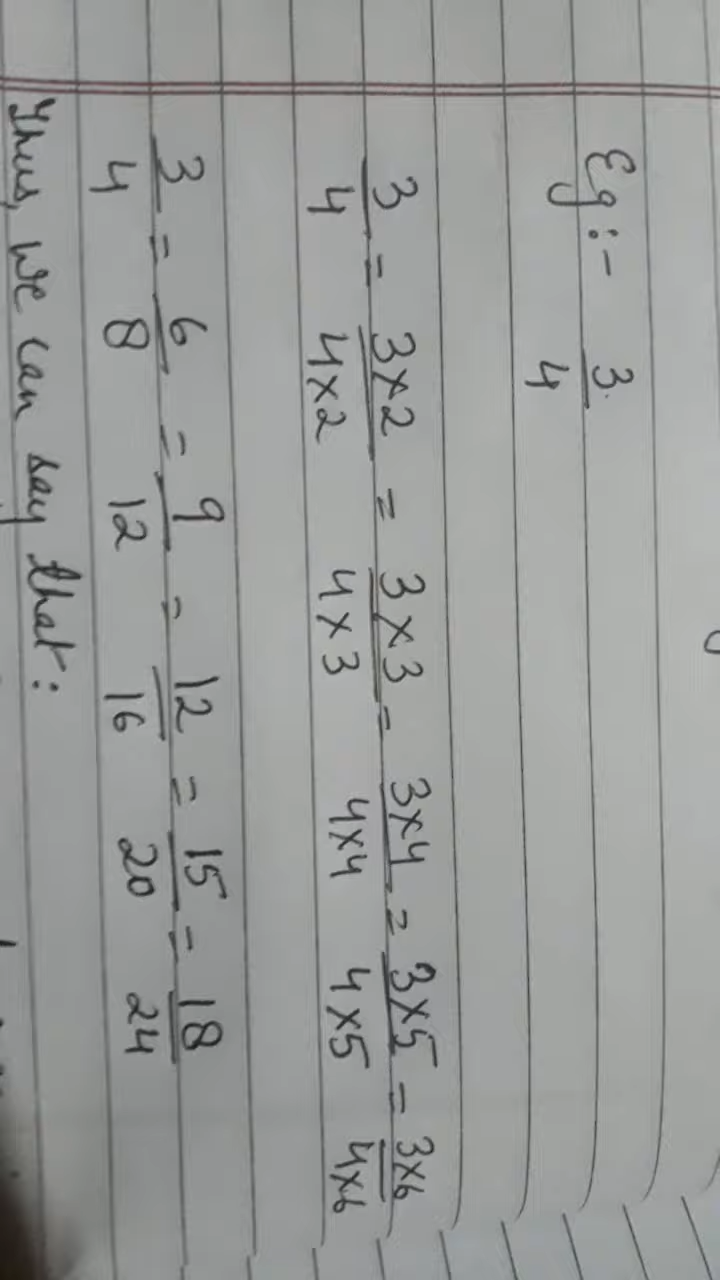 Eg :- 3/4
3/4 = 3×2/4×2 = 3×3/4×3 = 3×4/4×4 = 3×5/4×5 = 3×6/4×6
3/4 = 6/8 = 9/12 = 12/16 = 15/20 = 18/24
Thus, we can say that :